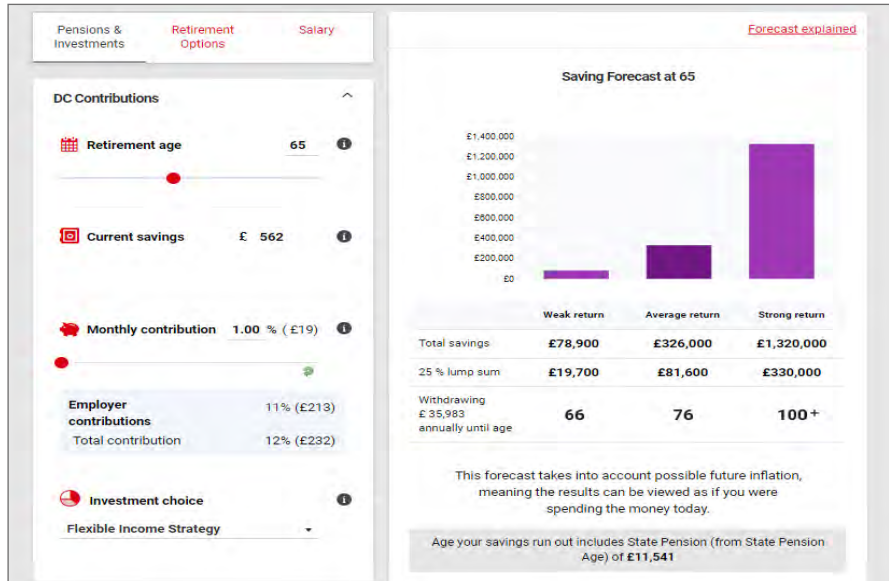 Pensions &
Investments
Retirement
Options
Salary
DC Contributions
Retirement age 65
Current savings £ 562
Monthly contribution 1.00 % ( £19)
Employer
contributions
11% (£213)
Total contribution 12% (£232)
Investment choice
Flexible Income Strategy
Forecast explained
Saving Forecast at 65
£1,400,000
£1,200,000
£1,000,000
£800,000
£600,000
£400,000
£200,000
£0
Weak return Average return Strong return
Total savings £78,900 £326,000 £1,320,000
25 % lump sum £19,700 £81,600 £330,000
Withdrawing
£ 35,983
annually until age
66 76 100+
This forecast takes into account possible future inflation,
meaning the results can be viewed as if you were
spending the money today.
Age your savings run out includes State Pension (from State Pension
Age) of £11,541